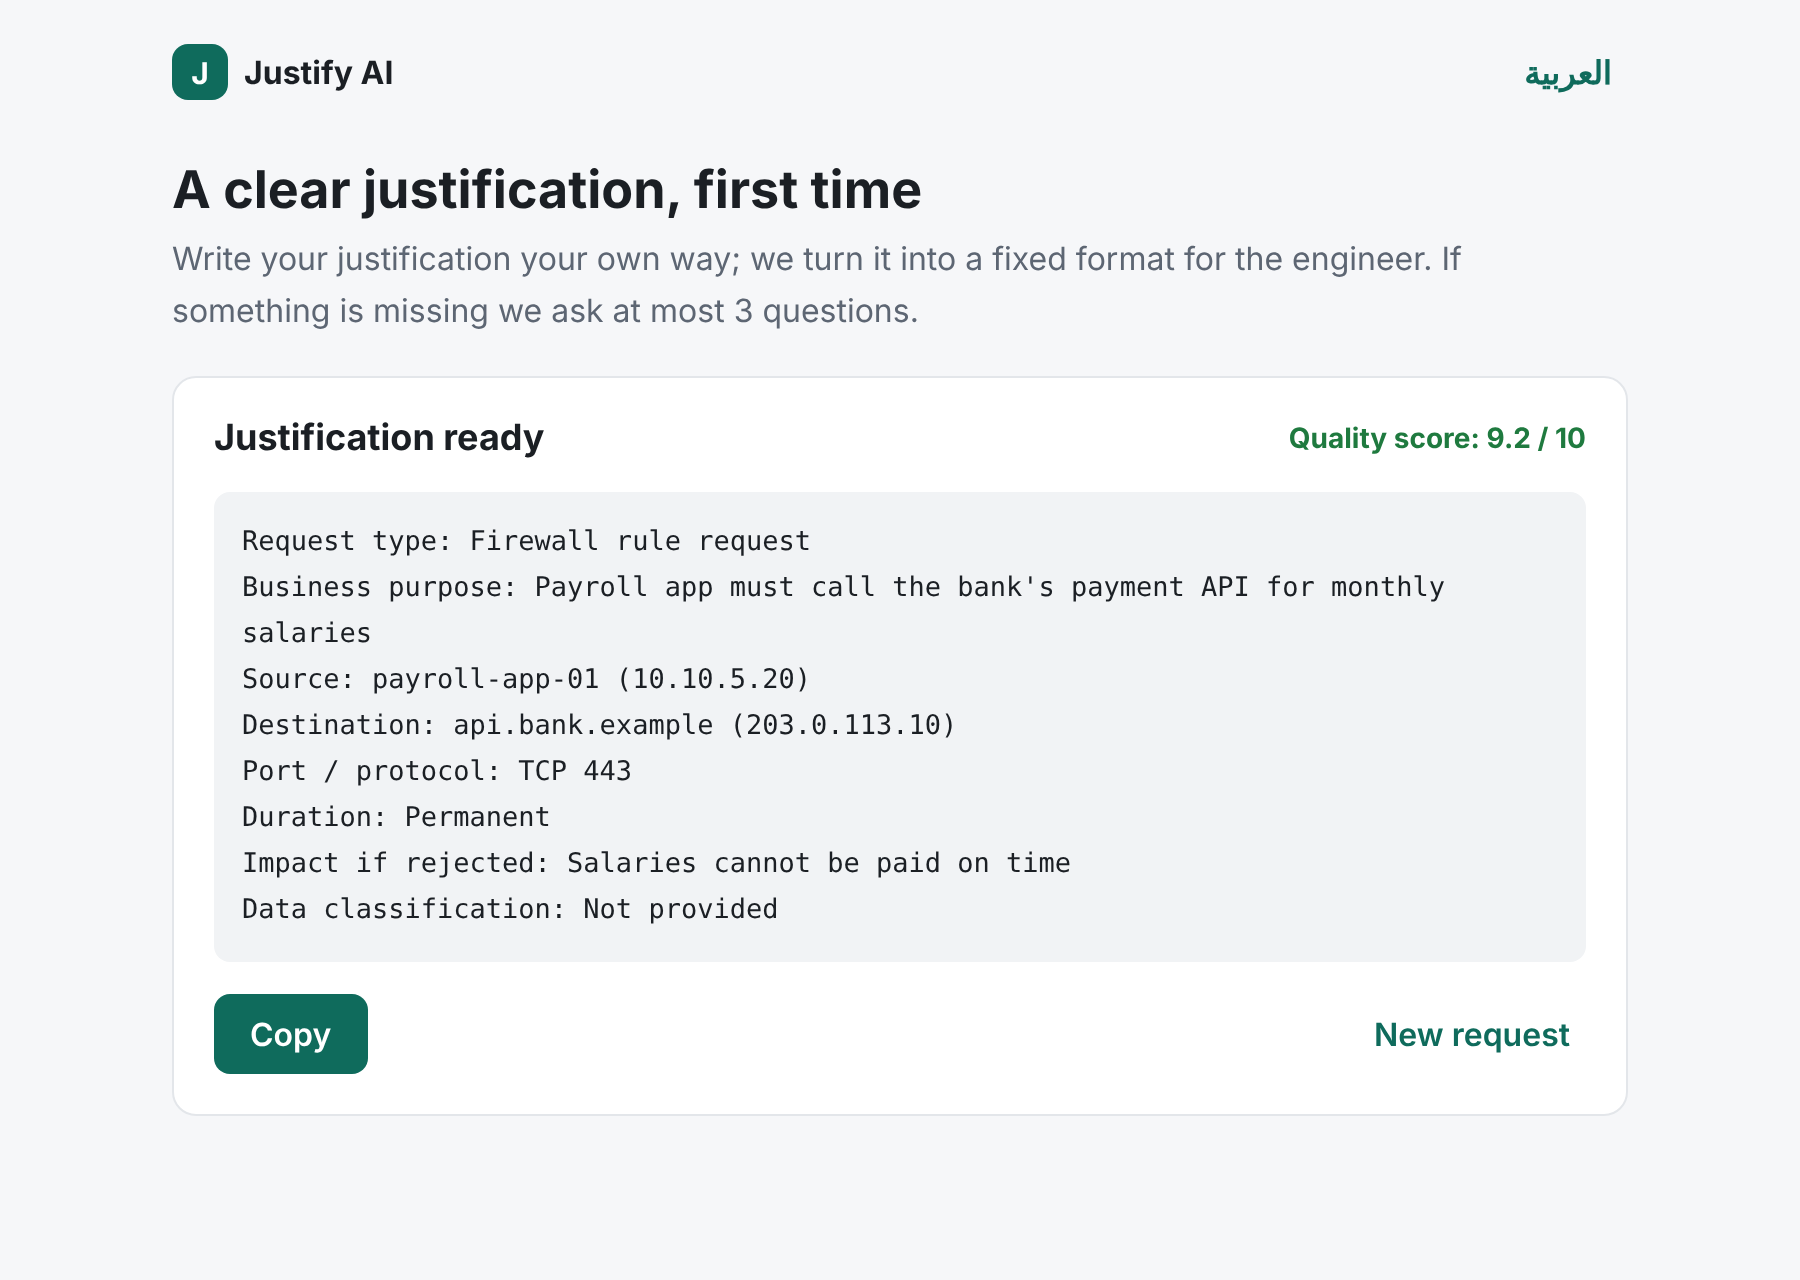 J
Justify AI
العربية
A clear justification, first time
Write your justification your own way; we turn it into a fixed format for the engineer. If
something is missing we ask at most 3 questions.
Justification ready
Quality score: 9.2 / 10
Request type: Firewall rule request
Business purpose: Payroll app must call the bank's payment API for monthly
salaries
Source: payroll-app-01 (10.10.5.20)
Destination: api.bank.example (203.0.113.10)
Port / protocol: TCP 443
Duration: Permanent
Impact if rejected: Salaries cannot be paid on time
Data classification: Not provided
Copy
New request